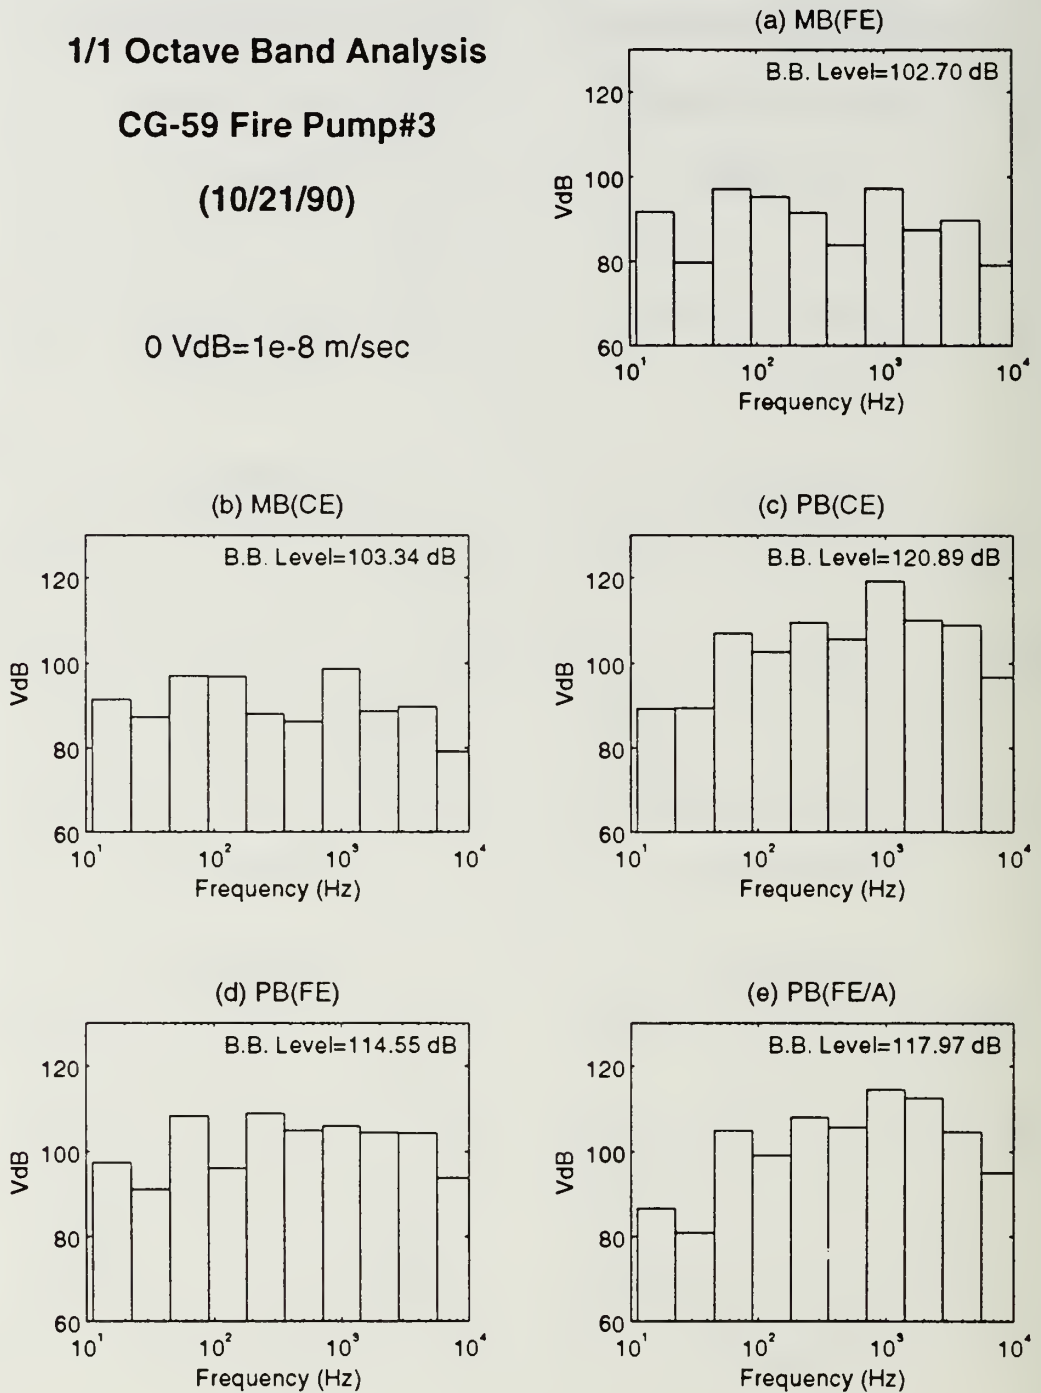 1/1 Octave Band Analysis
CG-59 Fire Pump#3
(10/21/90)
0 VdB=1e-8 m/sec
(a) MB(FE)
B.B. Level=102.70 dB
VdB
120
100
80
60
10¹ 10² 10³ 10⁴
Frequency (Hz)
(b) MB(CE)
B.B. Level=103.34 dB
VdB
120
100
80
60
10¹ 10² 10³ 10⁴
Frequency (Hz)
(c) PB(CE)
B.B. Level=120.89 dB
VdB
120
100
80
60
10¹ 10² 10³ 10⁴
Frequency (Hz)
(d) PB(FE)
B.B. Level=114.55 dB
VdB
120
100
80
60
10¹ 10² 10³ 10⁴
Frequency (Hz)
(e) PB(FE/A)
B.B. Level=117.97 dB
VdB
120
100
80
60
10¹ 10² 10³ 10⁴
Frequency (Hz)